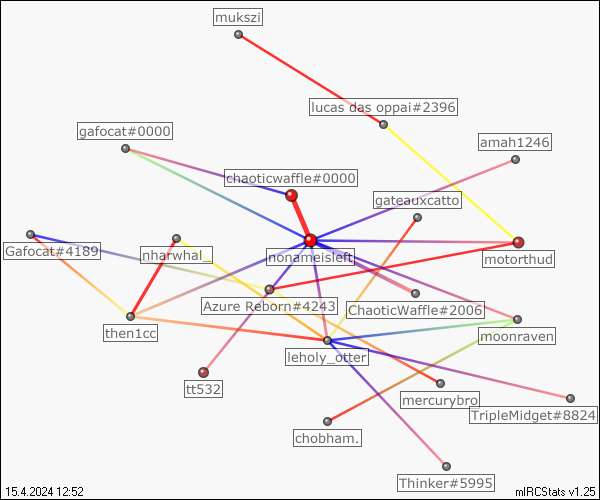 mukszi
lucas das oppai#2396
gafocat#0000
amah1246
chaoticwaffle#0000
gateauxcatto
Gafocat#4189
nharwhal_
nonameisleft
motorthud
Azure Reborn#4243
ChaoticWaffle#2006
then1cc
moonraven
leholy_otter
tt532
mercurybro
TripleMidget#8824
chobham.
Thinker#5995
15.4.2024 12:52
mIRCStats v1.25